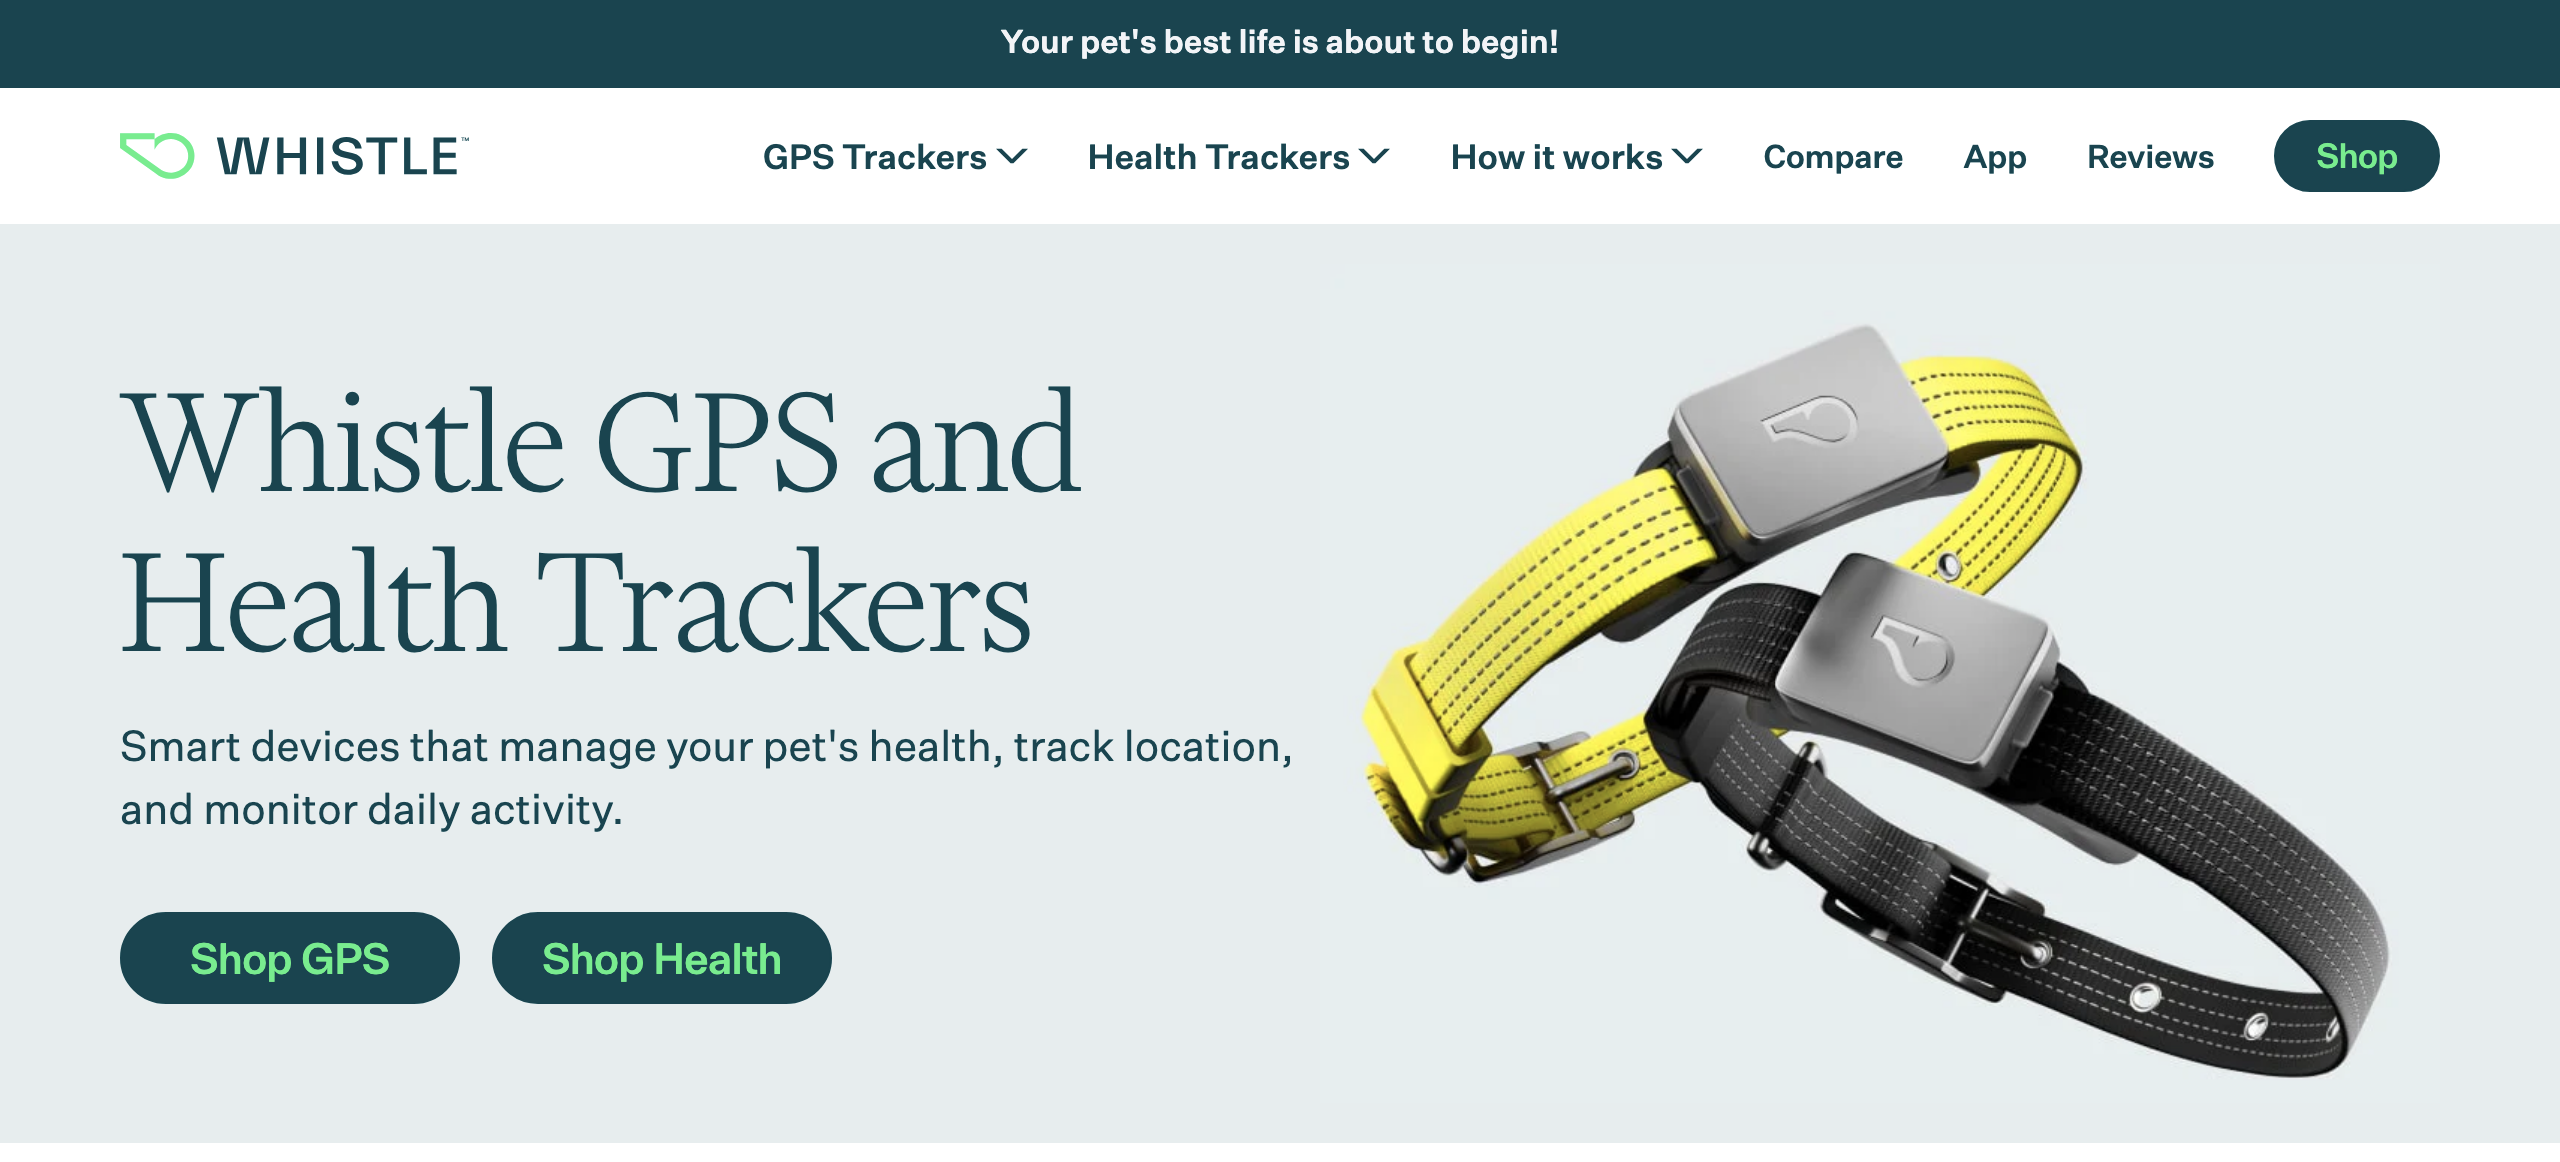 Your pet's best life is about to begin!
WHISTLE™
GPS Trackers
Health Trackers
How it works
Compare
App
Reviews
Shop
Whistle GPS and
Health Trackers
Smart devices that manage your pet's health, track location,
and monitor daily activity.
Shop GPS
Shop Health